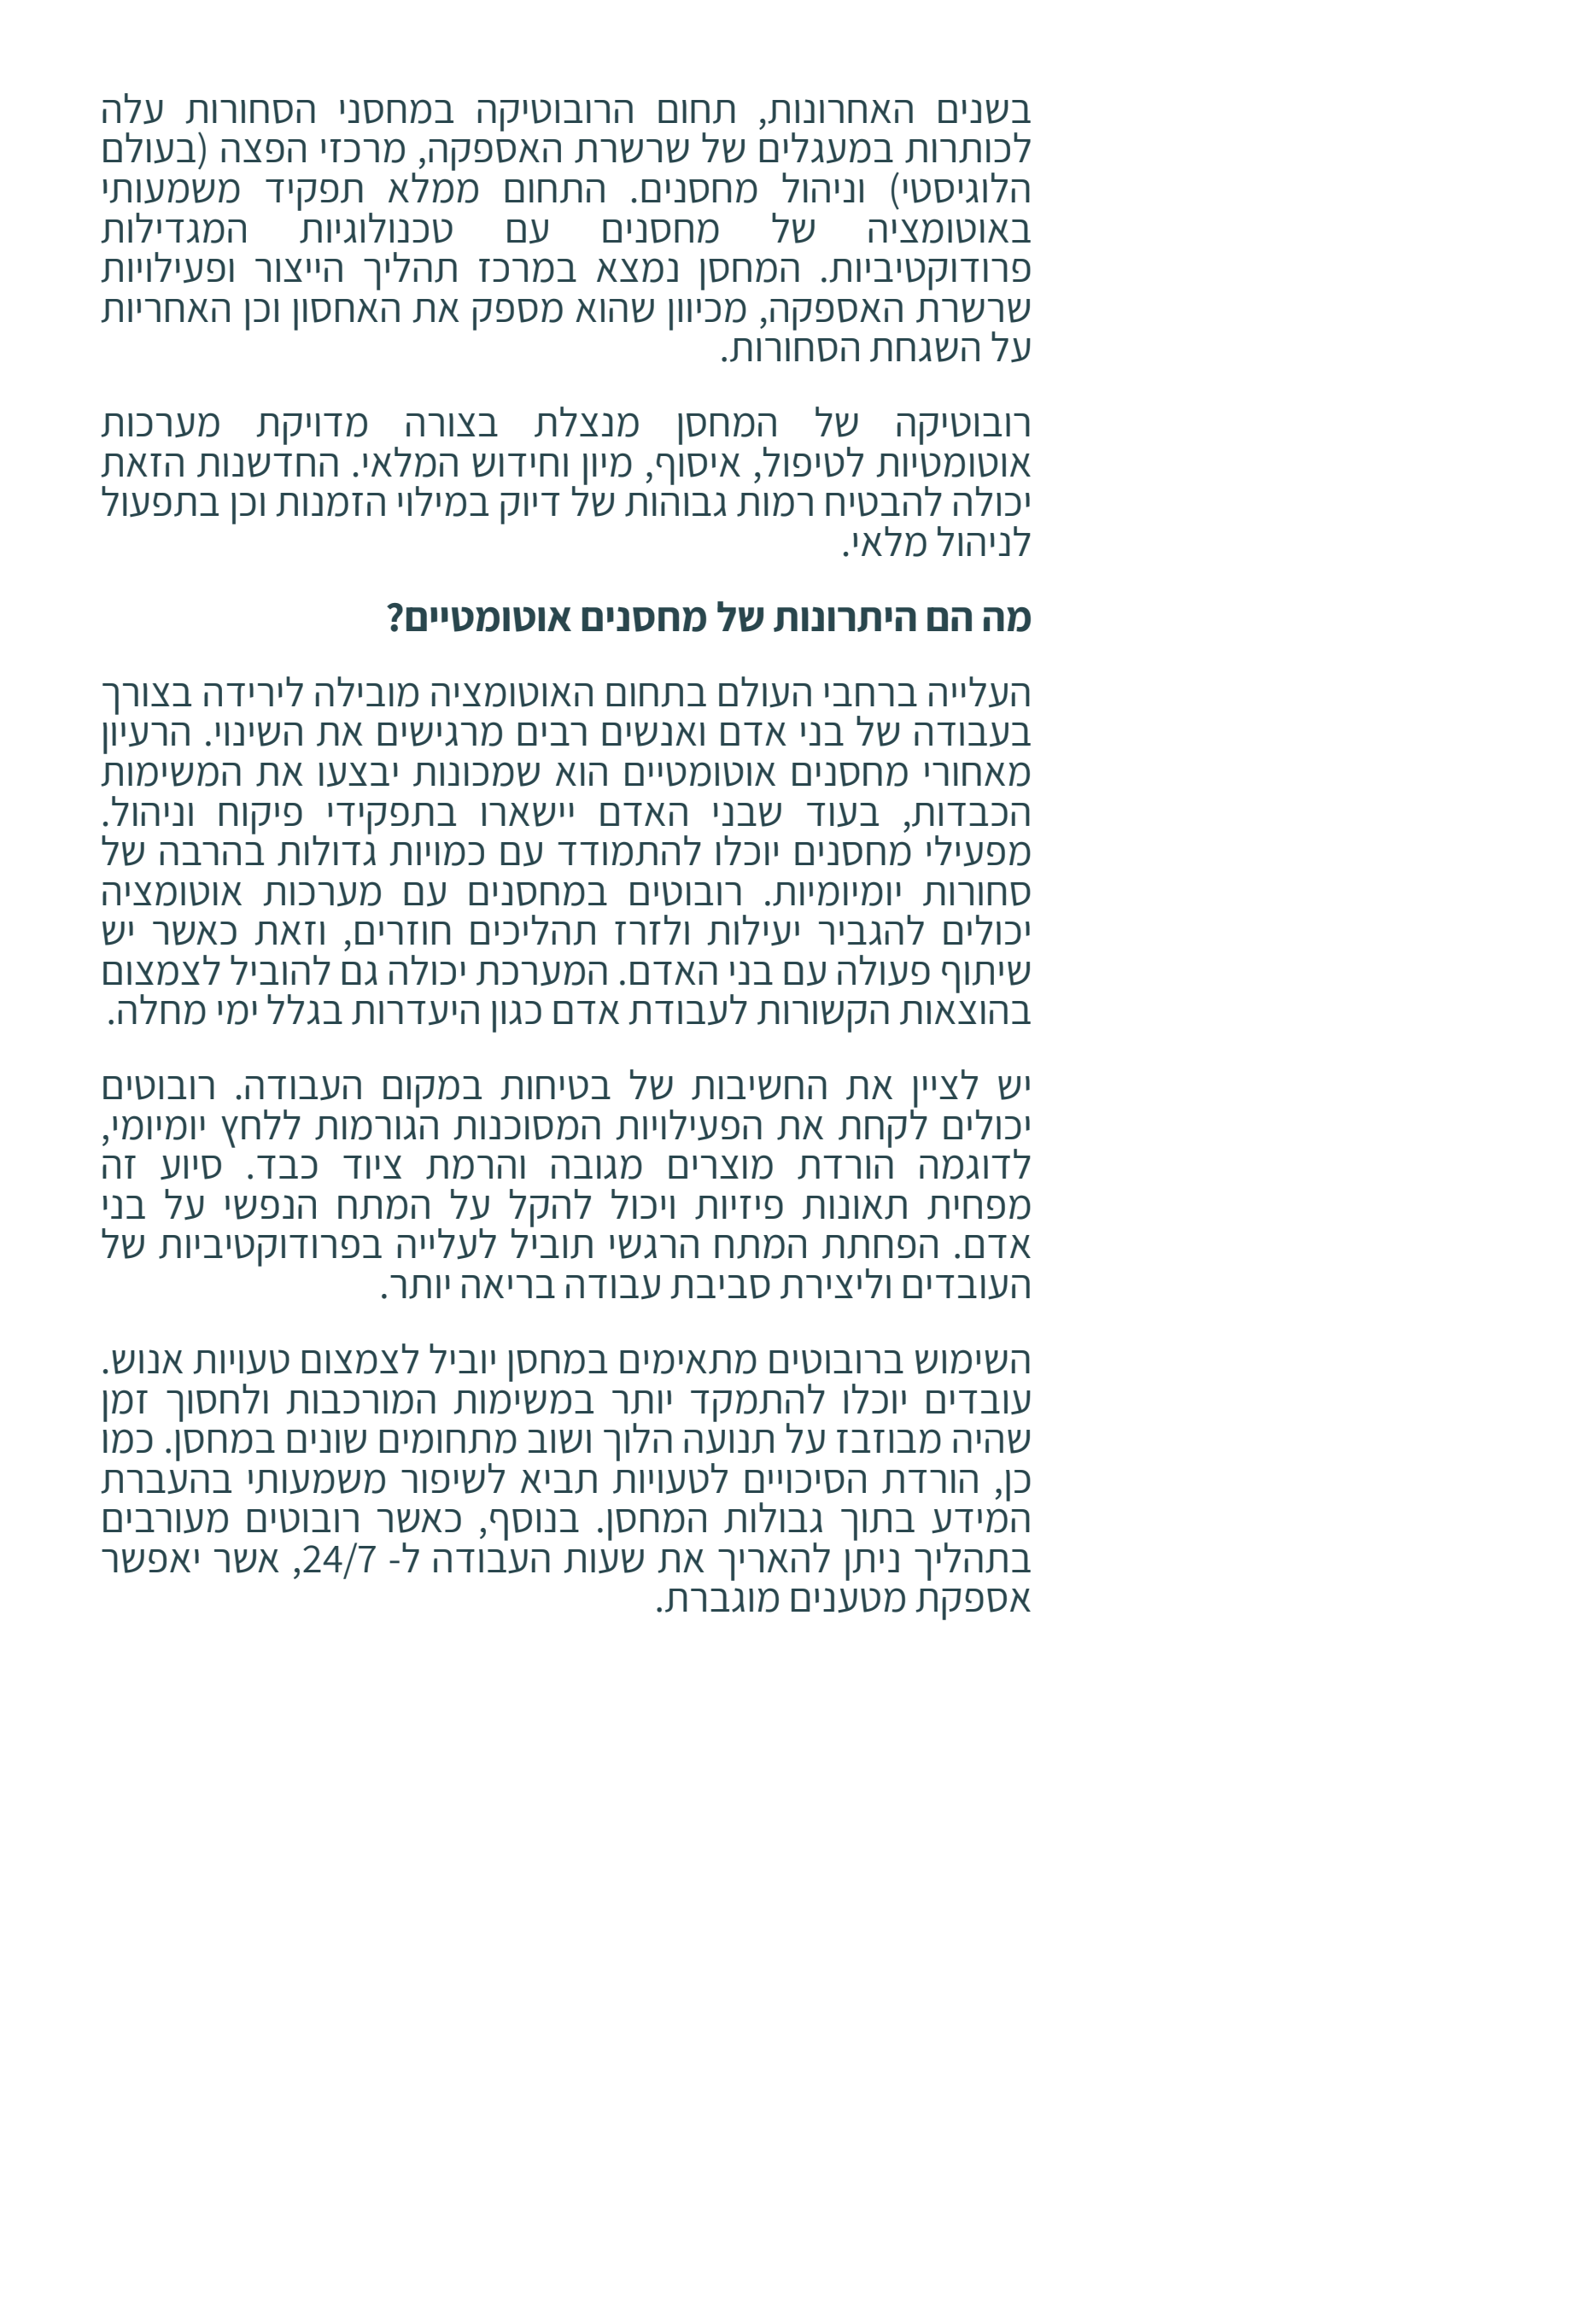 בשנים האחרונות, תחום הרובוטיקה במחסני הסחורות עלה
לכותרות במעגלים של שרשרת האספקה, מרכזי הפצה (בעולם
הלוגיסטי) וניהול מחסנים. התחום ממלא תפקיד משמעותי
באוטומציה של מחסנים עם טכנולוגיות המגדילות
פרודוקטיביות. המחסן נמצא במרכז תהליך הייצור ופעילויות
שרשרת האספקה, מכיוון שהוא מספק את האחסון וכן האחריות
על השגחת הסחורות.
רובוטיקה של המחסן מנצלת בצורה מדויקת מערכות
אוטומטיות לטיפול, איסוף, מיון וחידוש המלאי. החדשנות הזאת
יכולה להבטיח רמות גבוהות של דיוק במילוי הזמנות וכן בתפעול
לניהול מלאי.
מה הם היתרונות של מחסנים אוטומטיים?
העלייה ברחבי העולם בתחום האוטומציה מובילה לירידה בצורך
בעבודה של בני אדם ואנשים רבים מרגישים את השינוי. הרעיון
מאחורי מחסנים אוטומטיים הוא שמכונות יבצעו את המשימות
הכבדות, בעוד שבני האדם יישארו בתפקידי פיקוח וניהול.
מפעילי מחסנים יוכלו להתמודד עם כמויות גדולות בהרבה של
סחורות יומיומיות. רובוטים במחסנים עם מערכות אוטומציה
יכולים להגביר יעילות ולזרז תהליכים חוזרים, וזאת כאשר יש
שיתוף פעולה עם בני האדם. המערכת יכולה גם להוביל לצמצום
בהוצאות הקשורות לעבודת אדם כגון היעדרות בגלל ימי מחלה.
יש לציין את החשיבות של בטיחות במקום העבודה. רובוטים
יכולים לקחת את הפעילויות המסוכנות הגורמות ללחץ יומיומי,
לדוגמה הורדת מוצרים מגובה והרמת ציוד כבד. סיוע זה
מפחית תאונות פיזיות ויכול להקל על המתח הנפשי על בני
אדם. הפחתת המתח הרגשי תוביל לעלייה בפרודוקטיביות של
העובדים וליצירת סביבת עבודה בריאה יותר.
השימוש ברובוטים מתאימים במחסן יוביל לצמצום טעויות אנוש.
עובדים יוכלו להתמקד יותר במשימות המורכבות ולחסוך זמן
שהיה מבוזבז על תנועה הלוך ושוב מתחומים שונים במחסן. כמו
כן, הורדת הסיכויים לטעויות תביא לשיפור משמעותי בהעברת
המידע בתוך גבולות המחסן. בנוסף, כאשר רובוטים מעורבים
בתהליך ניתן להאריך את שעות העבודה ל- 24/7, אשר יאפשר
אספקת מטענים מוגברת.